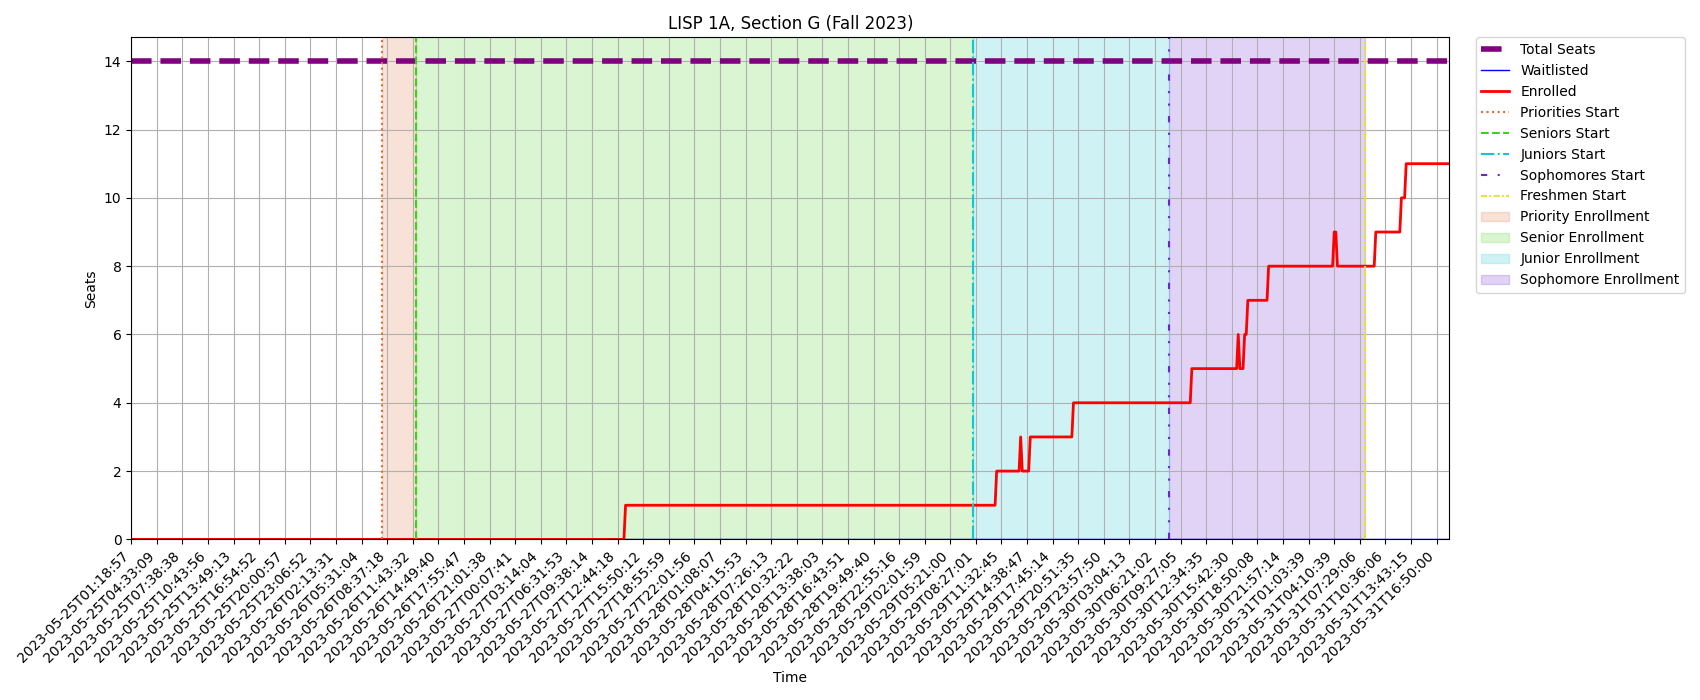 LISP 1A, Section G (Fall 2023)
Total Seats
Waitlisted
Enrolled
Priorities Start
Seniors Start
Juniors Start
Sophomores Start
Freshmen Start
Priority Enrollment
Senior Enrollment
Junior Enrollment
Sophomore Enrollment
14
12
10
8
6
4
2
0
Seats
2023-05-25T01:18:57
2023-05-25T04:33:09
2023-05-25T07:38:38
2023-05-25T10:43:56
2023-05-25T13:49:13
2023-05-25T16:54:52
2023-05-25T20:00:57
2023-05-25T23:06:52
2023-05-26T02:13:31
2023-05-26T05:31:04
2023-05-26T08:37:18
2023-05-26T11:43:32
2023-05-26T14:49:40
2023-05-26T17:55:47
2023-05-26T21:01:38
2023-05-27T00:07:41
2023-05-27T03:14:04
2023-05-27T06:31:53
2023-05-27T09:38:14
2023-05-27T12:44:18
2023-05-27T15:50:12
2023-05-27T18:55:59
2023-05-27T22:01:56
2023-05-28T01:08:07
2023-05-28T04:15:53
2023-05-28T07:26:13
2023-05-28T10:32:22
2023-05-28T13:38:03
2023-05-28T16:43:51
2023-05-28T19:49:40
2023-05-28T22:55:16
2023-05-29T02:01:59
2023-05-29T05:21:00
2023-05-29T08:27:01
2023-05-29T11:32:45
2023-05-29T14:38:47
2023-05-29T17:45:14
2023-05-29T20:51:35
2023-05-29T23:57:50
2023-05-30T03:04:13
2023-05-30T06:21:02
2023-05-30T09:27:05
2023-05-30T12:34:35
2023-05-30T15:42:30
2023-05-30T18:50:08
2023-05-30T21:57:14
2023-05-31T01:03:39
2023-05-31T04:10:39
2023-05-31T07:29:06
2023-05-31T10:36:06
2023-05-31T13:43:15
2023-05-31T16:50:00
Time